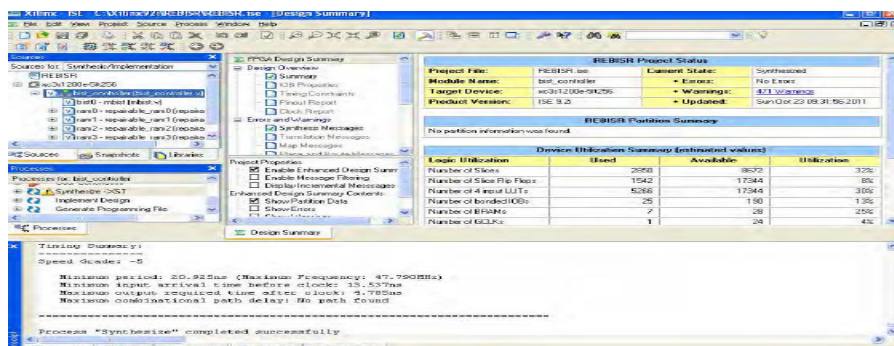 Xilinx - ISE - C:\Xilinx92i\REBISR\REBISR.ise - [Design Summary]
File Edit View Project Source Process Window Help
Sources
Sources for: Synthesis/Implementation
REBISR
xc3s1200e-5ft256
bist_controller (bist_controller.v)
bist0 - mbist (mbist.v)
ram0 - repairable_ram0 (repaira
ram1 - repairable_ram1 (repaira
ram2 - repairable_ram2 (repaira
ram3 - repairable_ram3 (repaira
Sources Snapshots Libraries
Processes
Processes for: bist_controller
Synthesize - XST
Implement Design
Generate Programming File
Processes
FPGA Design Summary
Design Overview
Summary
IOB Properties
Timing Constraints
Pinout Report
Clock Report
Errors and Warnings
Synthesis Messages
Translation Messages
Map Messages
Place and Route Messages
Project Properties
Enable Enhanced Design Summ
Enable Message Filtering
Display Incremental Messages
Enhanced Design Summary Contents
Show Partition Data
Show Errors
Design Summary
REBISR Project Status
Project File: REBISR.ise Current State: Synthesized
Module Name: bist_controller • Errors: No Errors
Target Device: xc3s1200e-5ft256 • Warnings: 471 Warnings
Product Version: ISE 9.2i • Updated: Sun Oct 23 09:31:56 2011
REBISR Partition Summary
No partition information was found.
Device Utilization Summary (estimated values)
Logic Utilization Used Available Utilization
Number of Slices 2850 8672 32%
Number of Slice Flip Flops 1542 17344 8%
Number of 4 input LUTs 5266 17344 30%
Number of bonded IOBs 25 190 13%
Number of BRAMs 7 28 25%
Number of GCLKs 1 24 4%
Timing Summary:
Speed Grade: -5
Minimum period: 20.925ns (Maximum Frequency: 47.790MHz)
Minimum input arrival time before clock: 13.537ns
Maximum output required time after clock: 4.785ns
Maximum combinational path delay: No path found
Process "Synthesize" completed successfully